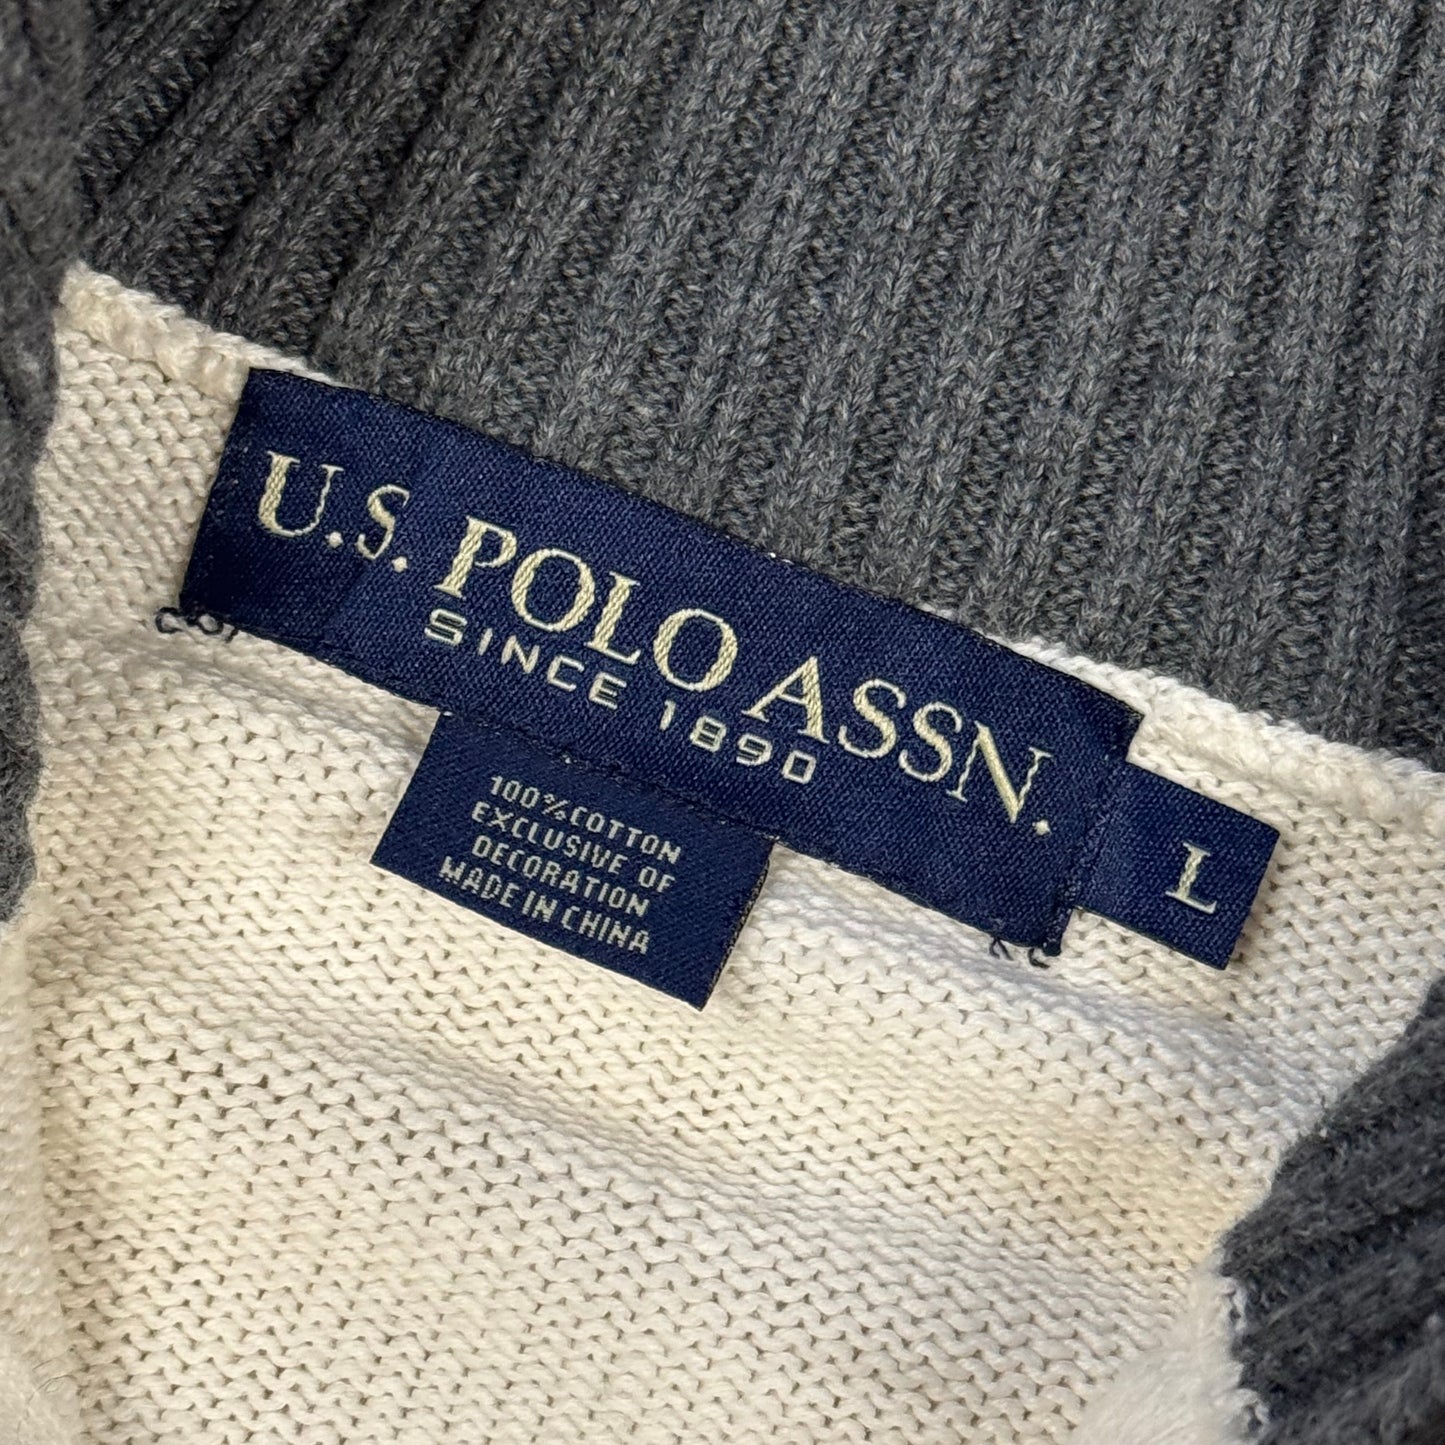 U.S. POLO ASSN.
SINCE 1890
L
100% COTTON
EXCLUSIVE OF
DECORATION
MADE IN CHINA